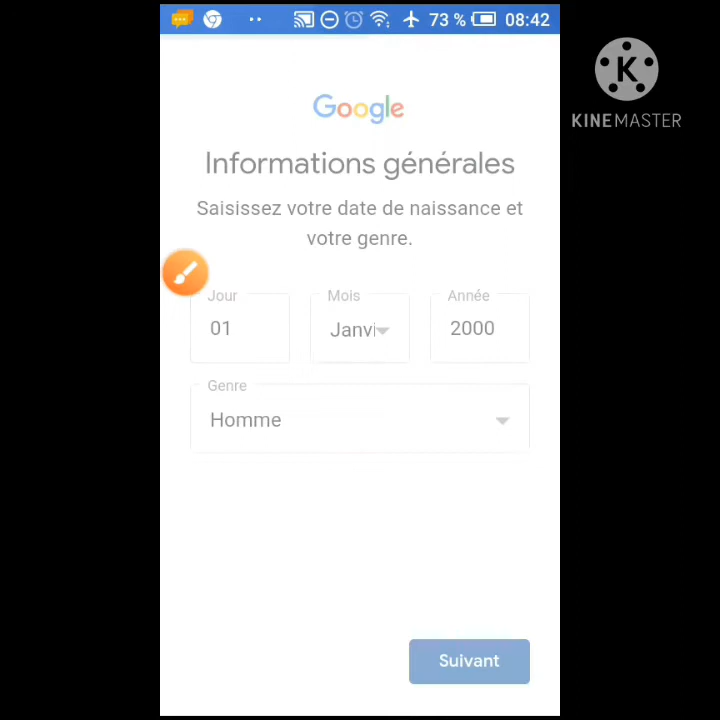 73 % 08:42
K
KINEMASTER
Google
Informations générales
Saisissez votre date de naissance et
votre genre.
Jour Mois Année
01 Janvi 2000
Genre
Homme
Suivant